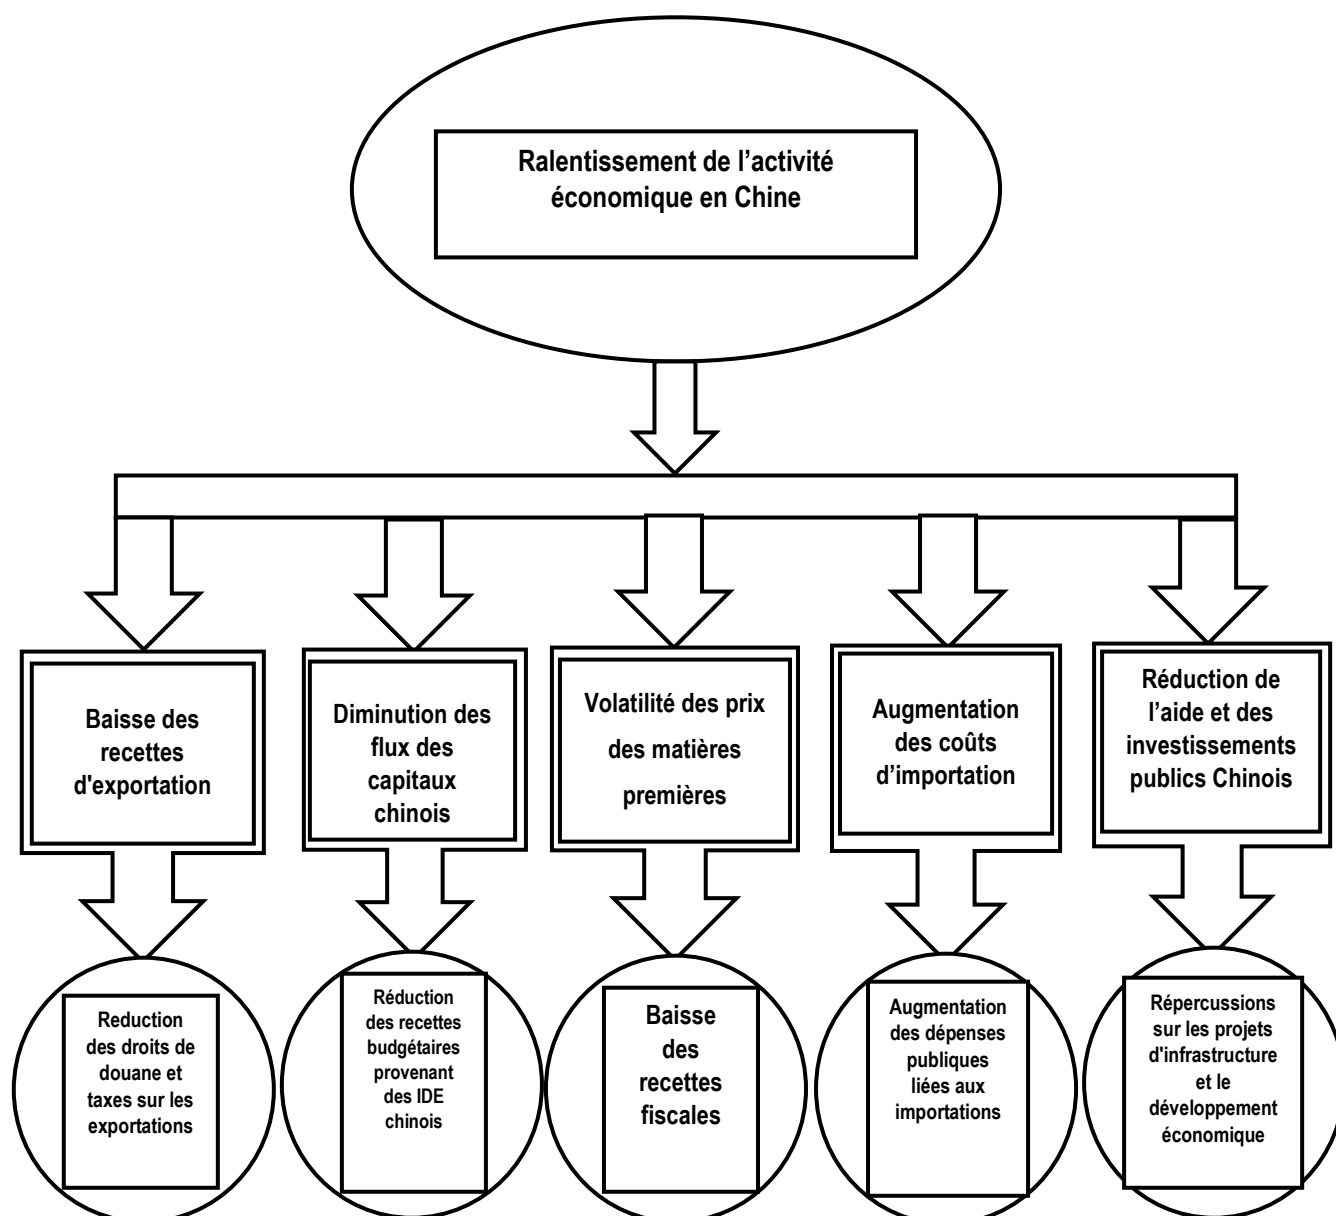 Ralentissement de l’activité
économique en Chine
Baisse des
recettes
d'exportation
Diminution des
flux des
capitaux
chinois
Volatilité des prix
des matières
premières
Augmentation
des coûts
d’importation
Réduction de
l’aide et des
investissements
publics Chinois
Reduction
des droits de
douane et
taxes sur les
exportations
Réduction
des recettes
budgétaires
provenant
des IDE
chinois
Baisse
des
recettes
fiscales
Augmentation
des dépenses
publiques
liées aux
importations
Répercussions
sur les projets
d'infrastructure
et le
développement
économique